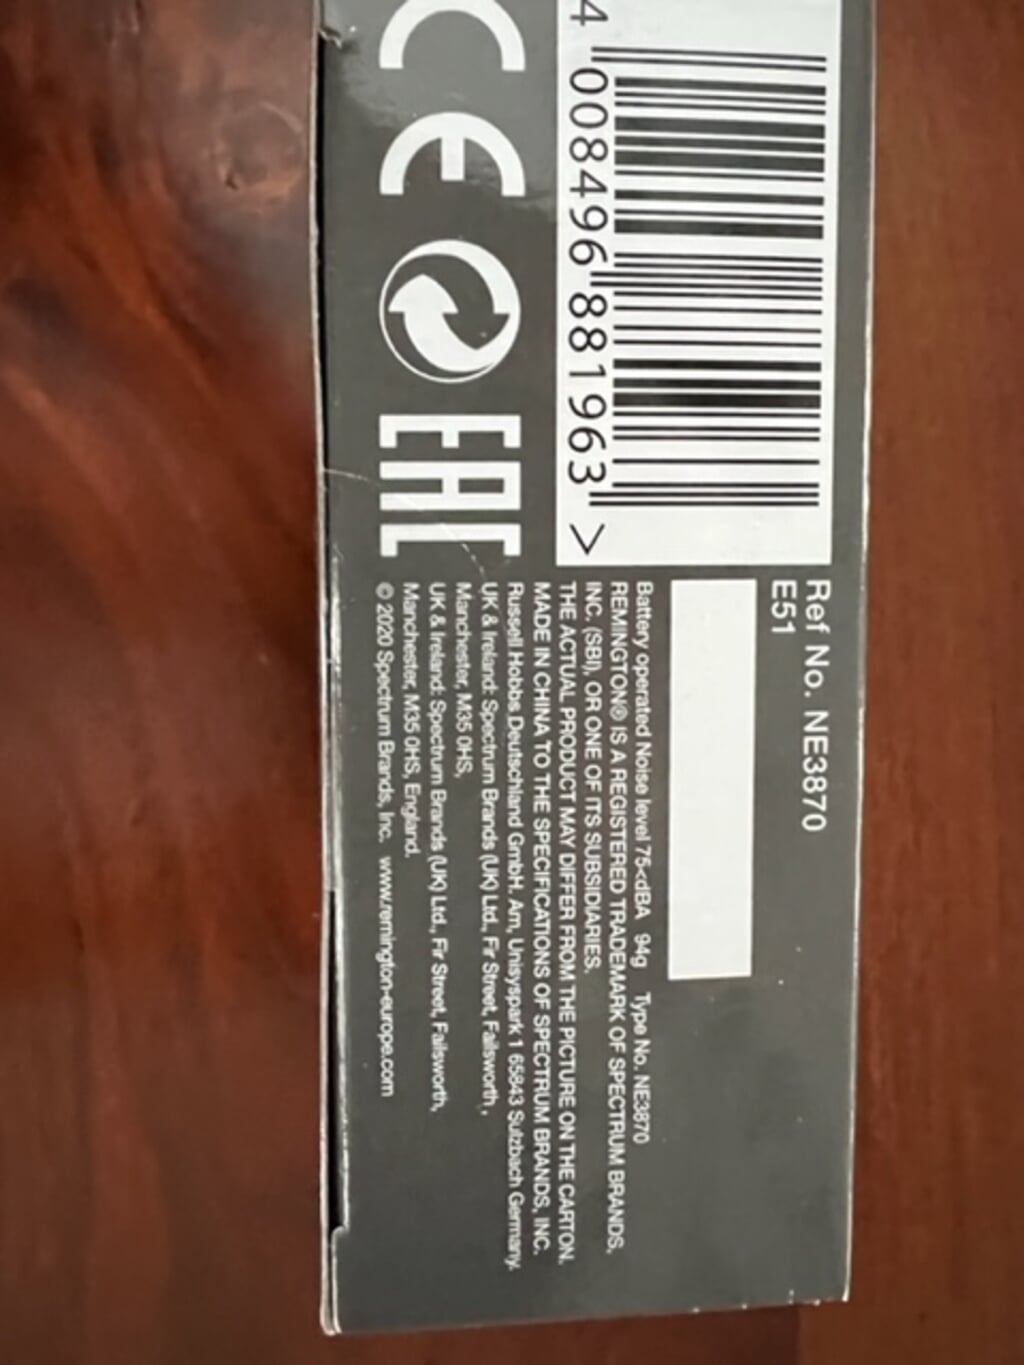 4 008496 881963 >
Ref No. NE3870
E51
Battery operated Noise level 75<dBA 94g Type No. NE3870
REMINGTON® IS A REGISTERED TRADEMARK OF SPECTRUM BRANDS,
INC. (SBI), OR ONE OF ITS SUBSIDIARIES.
THE ACTUAL PRODUCT MAY DIFFER FROM THE PICTURE ON THE CARTON.
MADE IN CHINA TO THE SPECIFICATIONS OF SPECTRUM BRANDS, INC.
Russell Hobbs Deutschland GmbH. Am, Unisyspark 1 65843 Sulzbach Germany.
UK & Ireland: Spectrum Brands (UK) Ltd., Fir Street, Failsworth,
Manchester, M35 0HS,
UK & Ireland: Spectrum Brands (UK) Ltd., Fir Street, Failsworth,
Manchester, M35 0HS, England.
© 2020 Spectrum Brands, Inc. www.remington-europe.com
CE
EAC